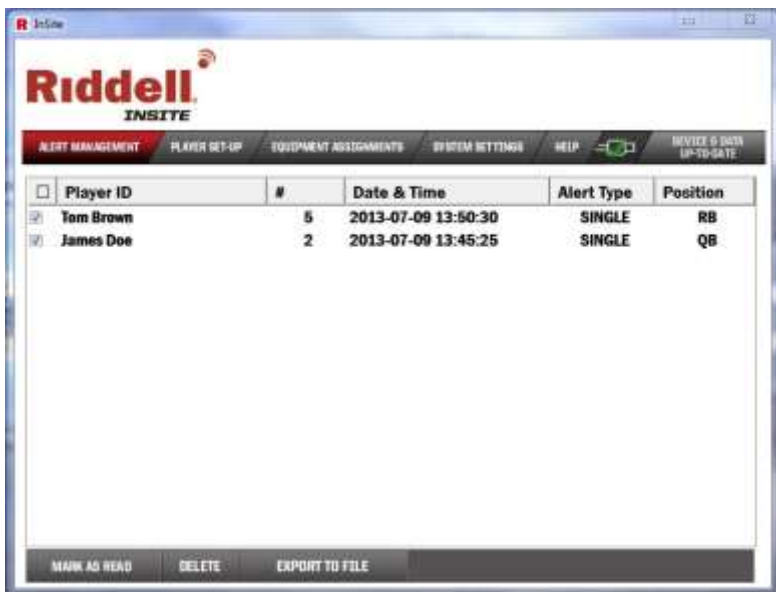 R InSite
Riddell
INSITE
ALERT MANAGEMENT PLAYER SET-UP EQUIPMENT ASSIGNMENTS SYSTEM SETTINGS HELP DEVICE & DATA UP-TO-DATE
Player ID # Date & Time Alert Type Position
Tom Brown 5 2013-07-09 13:50:30 SINGLE RB
James Doe 2 2013-07-09 13:45:25 SINGLE QB
MARK AS READ DELETE EXPORT TO FILE